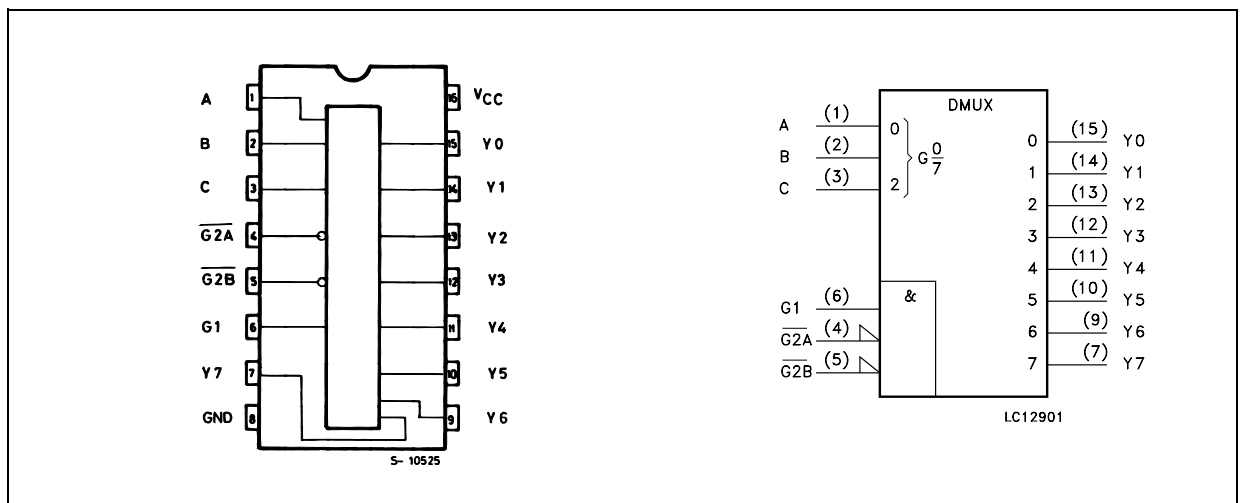 A 1 16 VCC
B 2 15 Y0
C 3 14 Y1
G2A 4 13 Y2
G2B 5 12 Y3
G1 6 11 Y4
Y7 7 10 Y5
GND 8 9 Y6
S- 10525
DMUX
A (1) 0
B (2) G 0/7
C (3) 2
0 (15) Y0
1 (14) Y1
2 (13) Y2
3 (12) Y3
4 (11) Y4
5 (10) Y5
6 (9) Y6
7 (7) Y7
&
G1 (6)
G2A (4)
G2B (5)
LC12901